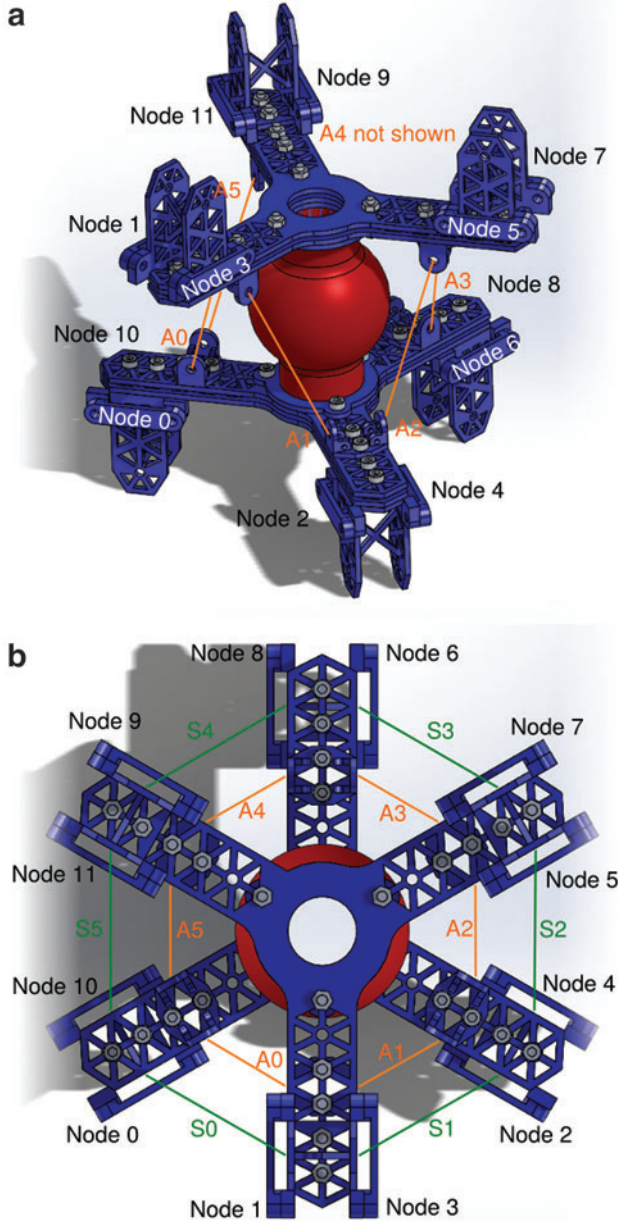 a
Node 9
Node 11
A4 not shown
Node 7
A5
Node 1
Node 5
Node 3
A3
Node 8
Node 10
A0
Node 6
Node 0
A1
A2
Node 4
Node 2
b
Node 8
Node 6
Node 9
S4
S3
Node 7
A4
A3
Node 11
Node 5
S5
A5
A2
S2
Node 10
Node 4
A0
A1
Node 0
S0
S1
Node 2
Node 1
Node 3